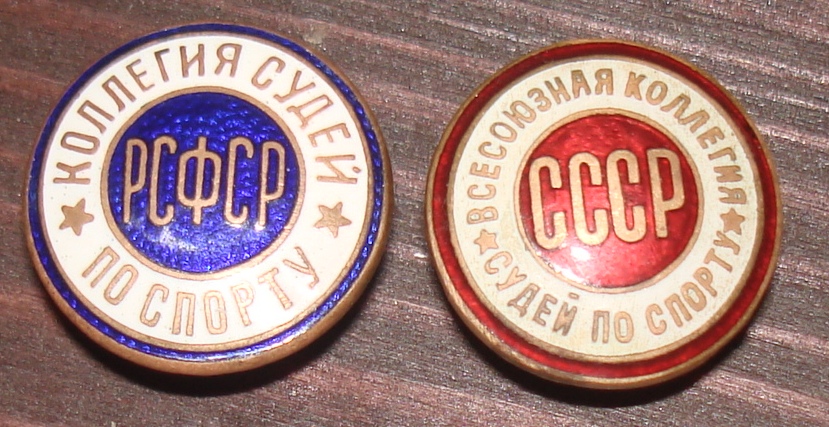 КОЛЛЕГИЯ СУДЕЙ
РСФСР
ПО СПОРТУ
ВСЕСОЮЗНАЯ КОЛЛЕГИЯ
СССР
СУДЕЙ ПО СПОРТУ